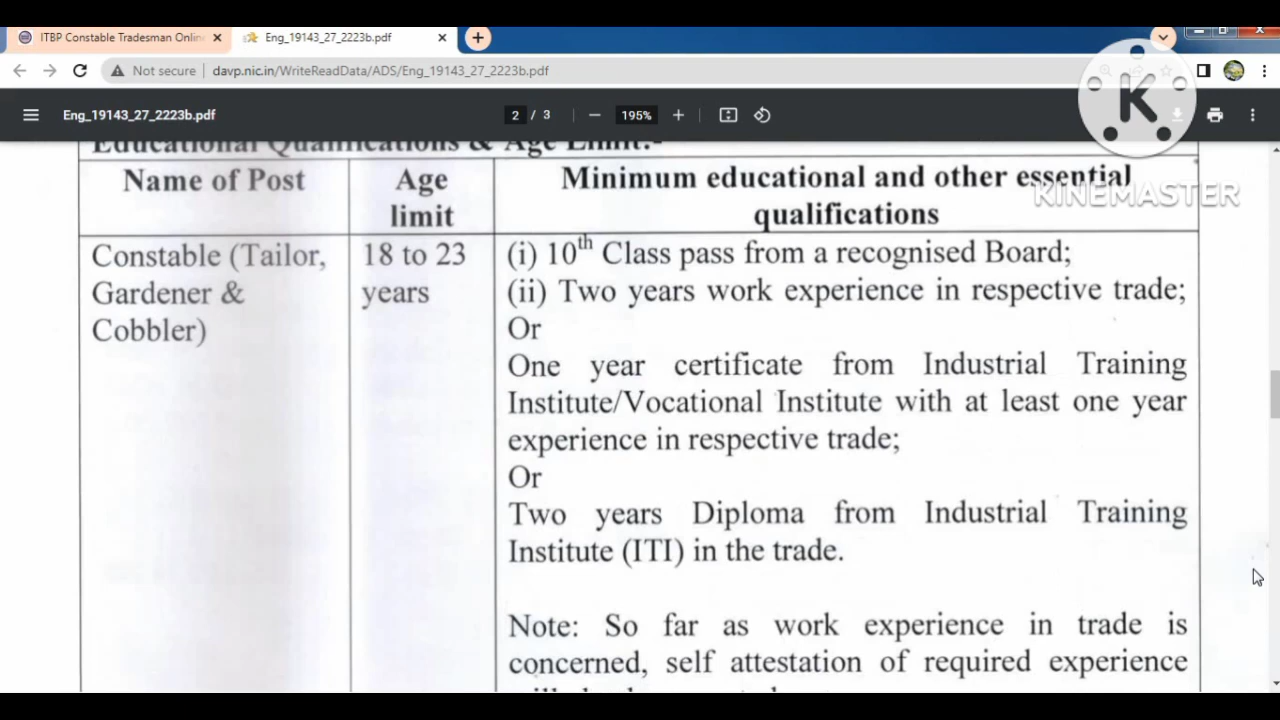 ITBP Constable Tradesman Onlin
Eng_19143_27_2223b.pdf
Not secure
davp.nic.in/WriteReadData/ADS/Eng_19143_27_2223b.pdf
Eng_19143_27_2223b.pdf
2 / 3
195%
K
KINEMASTER
Educational Qualifications & Age Limit:-
Name of Post
Age
limit
Minimum educational and other essential
qualifications
Constable (Tailor,
Gardener &
Cobbler)
18 to 23
years
(i) 10th Class pass from a recognised Board;
(ii) Two years work experience in respective trade;
Or
One year certificate from Industrial Training
Institute/Vocational Institute with at least one year
experience in respective trade;
Or
Two years Diploma from Industrial Training
Institute (ITI) in the trade.
Note: So far as work experience in trade is
concerned, self attestation of required experience